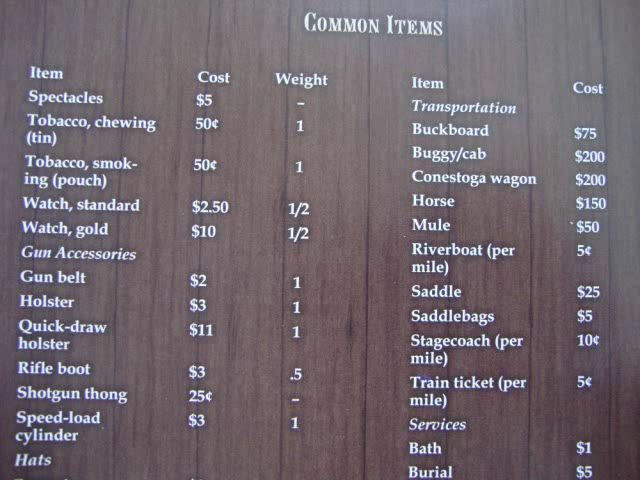 Common Items
Item Cost Weight
Spectacles $5 –
Tobacco, chewing 50¢ 1
(tin)
Tobacco, smok- 50¢ 1
ing (pouch)
Watch, standard $2.50 1/2
Watch, gold $10 1/2
Gun Accessories
Gun belt $2 1
Holster $3 1
Quick-draw $11 1
holster
Rifle boot $3 .5
Shotgun thong 25¢ –
Speed-load $3 1
cylinder
Hats
Item Cost
Transportation
Buckboard $75
Buggy/cab $200
Conestoga wagon $200
Horse $150
Mule $50
Riverboat (per 5¢
mile)
Saddle $25
Saddlebags $5
Stagecoach (per 10¢
mile)
Train ticket (per 5¢
mile)
Services
Bath $1
Burial $5